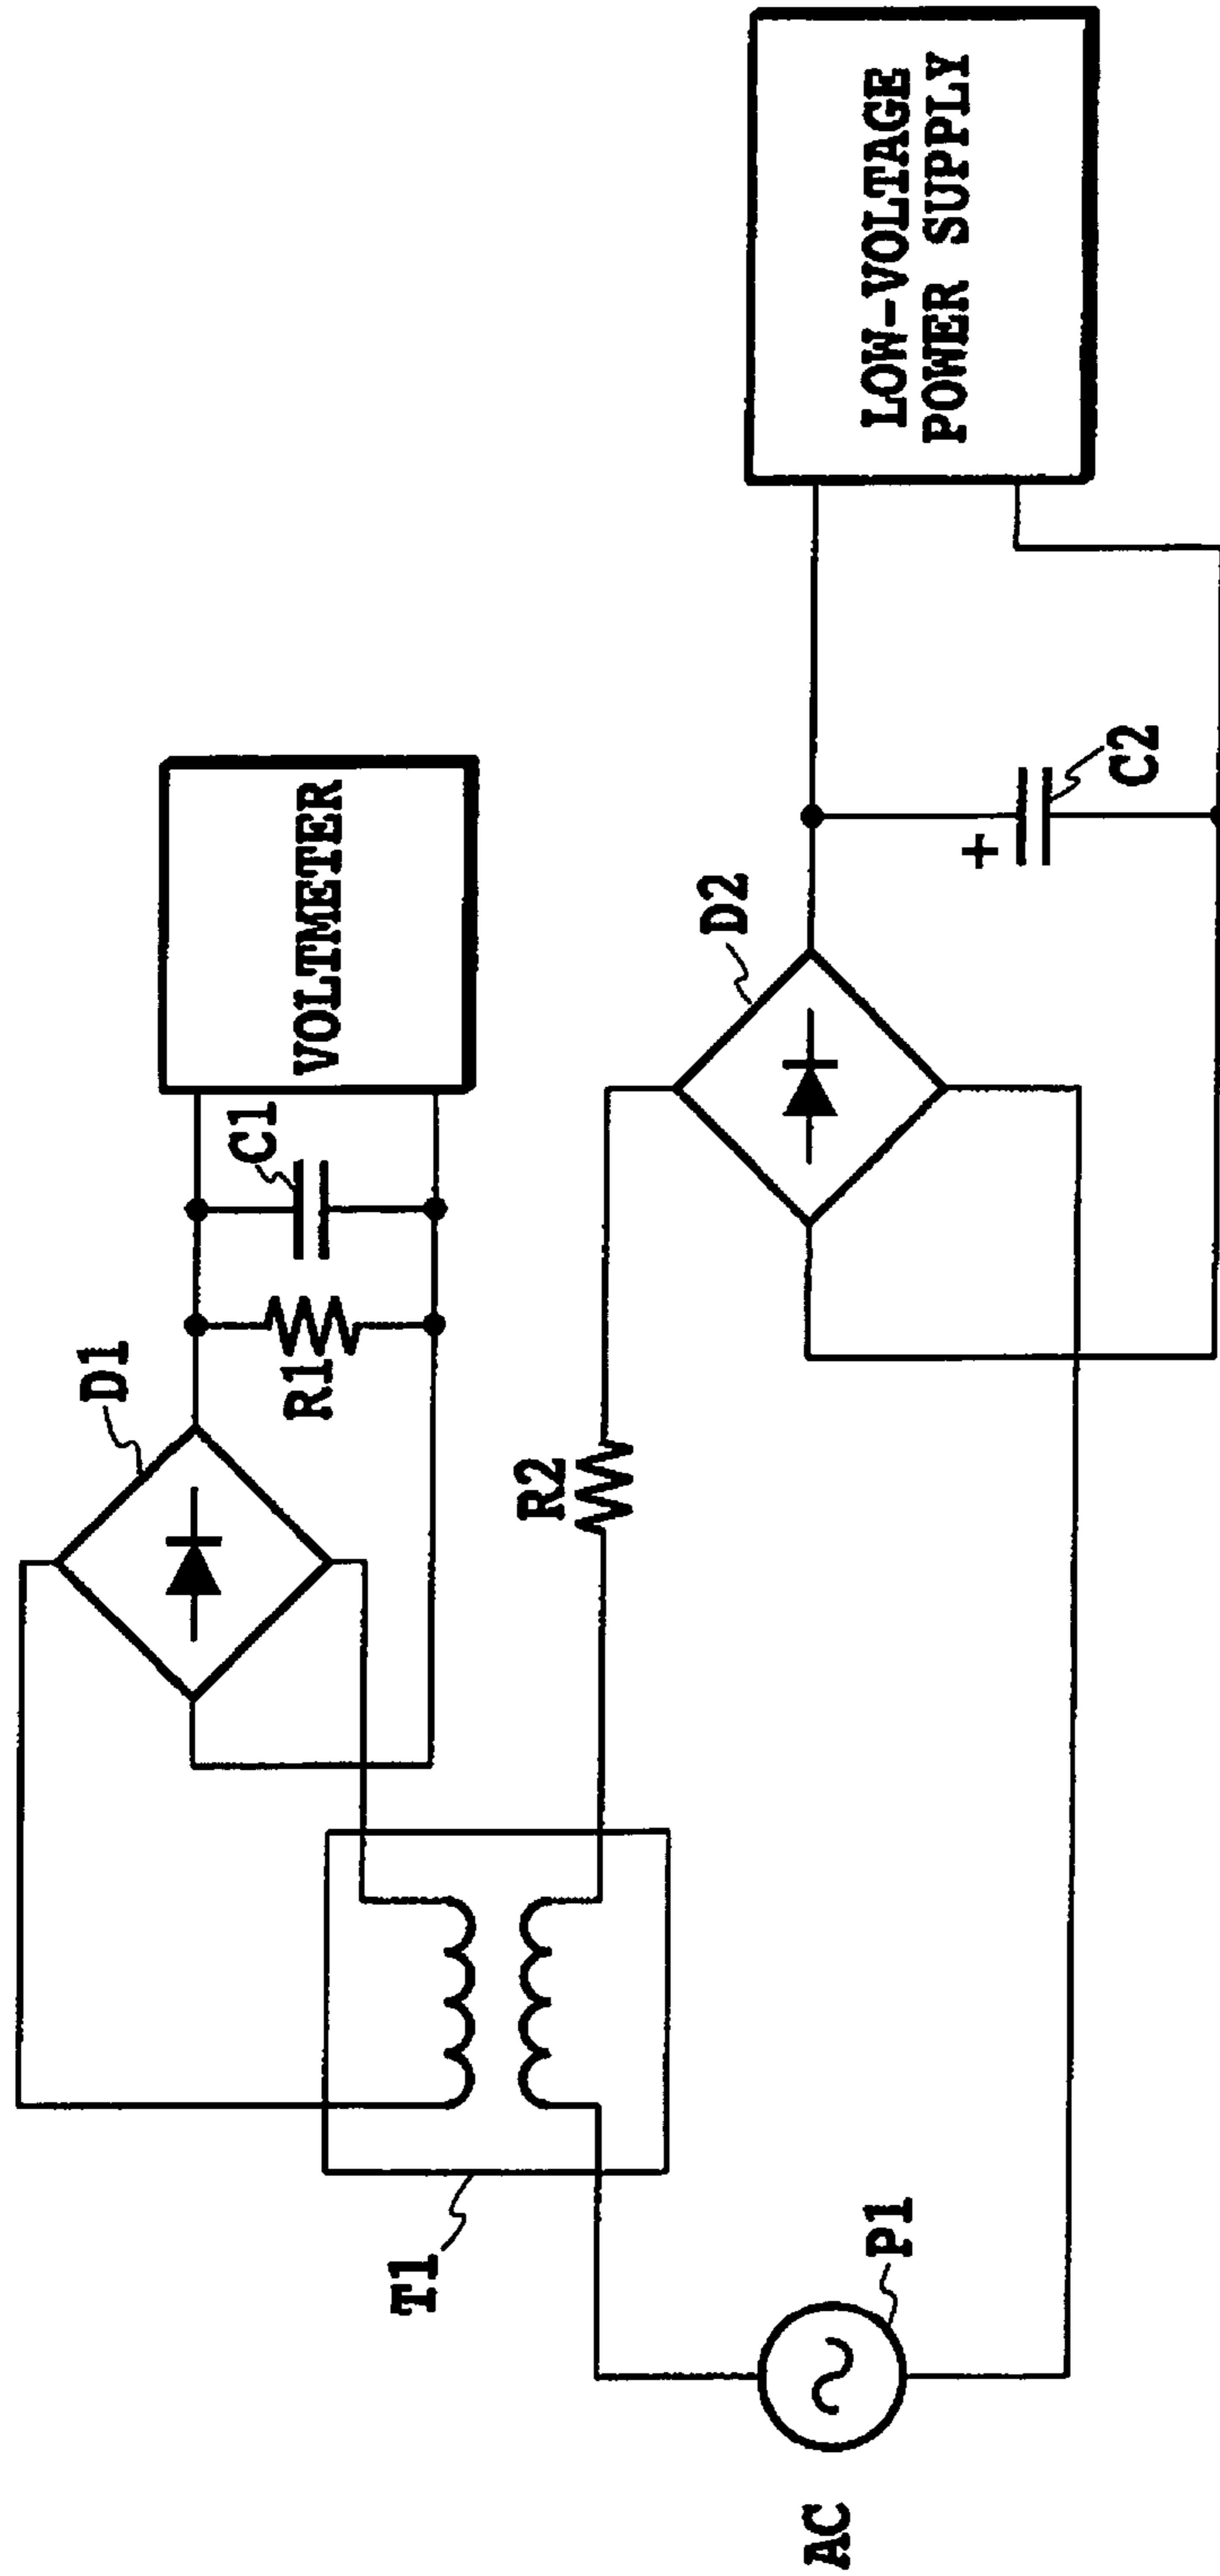 D1
VOLTMETER
C1
R1
T1
R2
D2
LOW-VOLTAGE
POWER SUPPLY
+
C2
AC
P1